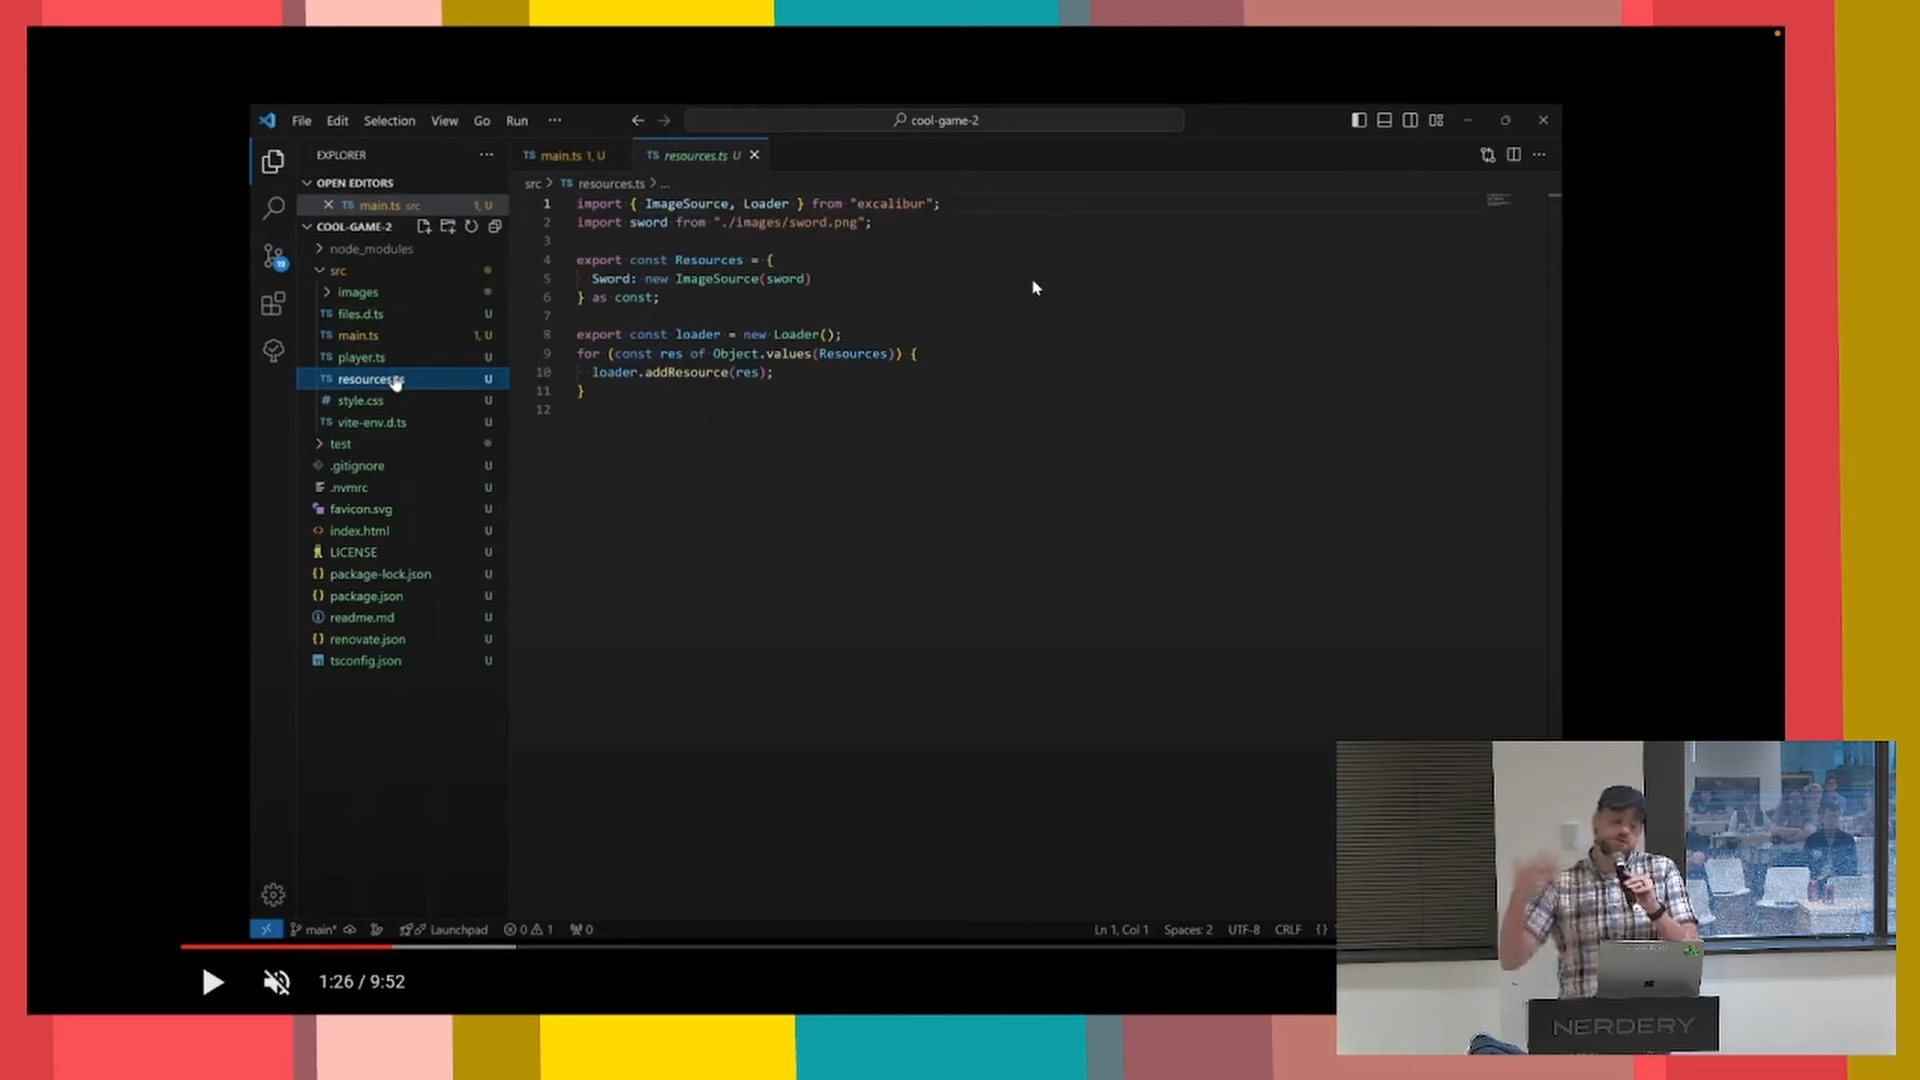 File Edit Selection View Go Run ...
cool-game-2
EXPLORER ...
main.ts 1, U
resources.ts U
OPEN EDITORS
src > TS resources.ts > ...
TS main.ts src 1, U
COOL-GAME-2
node_modules
src
images
TS files.d.ts U
TS main.ts 1, U
TS player.ts U
TS resources.ts U
# style.css U
TS vite-env.d.ts U
test
.gitignore U
.nvmrc U
favicon.svg U
<> index.html U
LICENSE U
{} package-lock.json U
{} package.json U
readme.md U
{} renovate.json U
tsconfig.json U
1 import { ImageSource, Loader } from "excalibur";
2 import sword from "./images/sword.png";
3
4 export const Resources = {
5 Sword: new ImageSource(sword)
6 } as const;
7
8 export const loader = new Loader();
9 for (const res of Object.values(Resources)) {
10 loader.addResource(res);
11 }
12
19
main* Launchpad 0 1 0
Ln 1, Col 1 Spaces: 2 UTF-8 CRLF {}
1:26 / 9:52
NERDERY